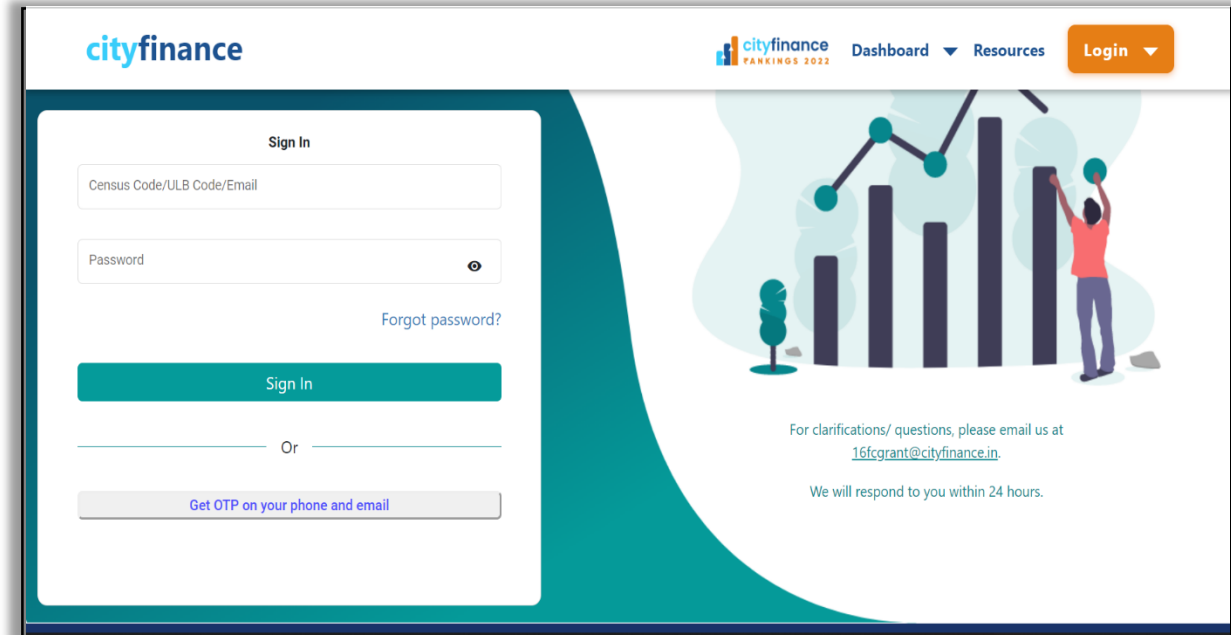 cityfinance
cityfinance
RANKINGS 2022
Dashboard
Resources
Login
Sign In
Census Code/ULB Code/Email
Password
Forgot password?
Sign In
Or
Get OTP on your phone and email
For clarifications/ questions, please email us at
16fcgrant@cityfinance.in.
We will respond to you within 24 hours.